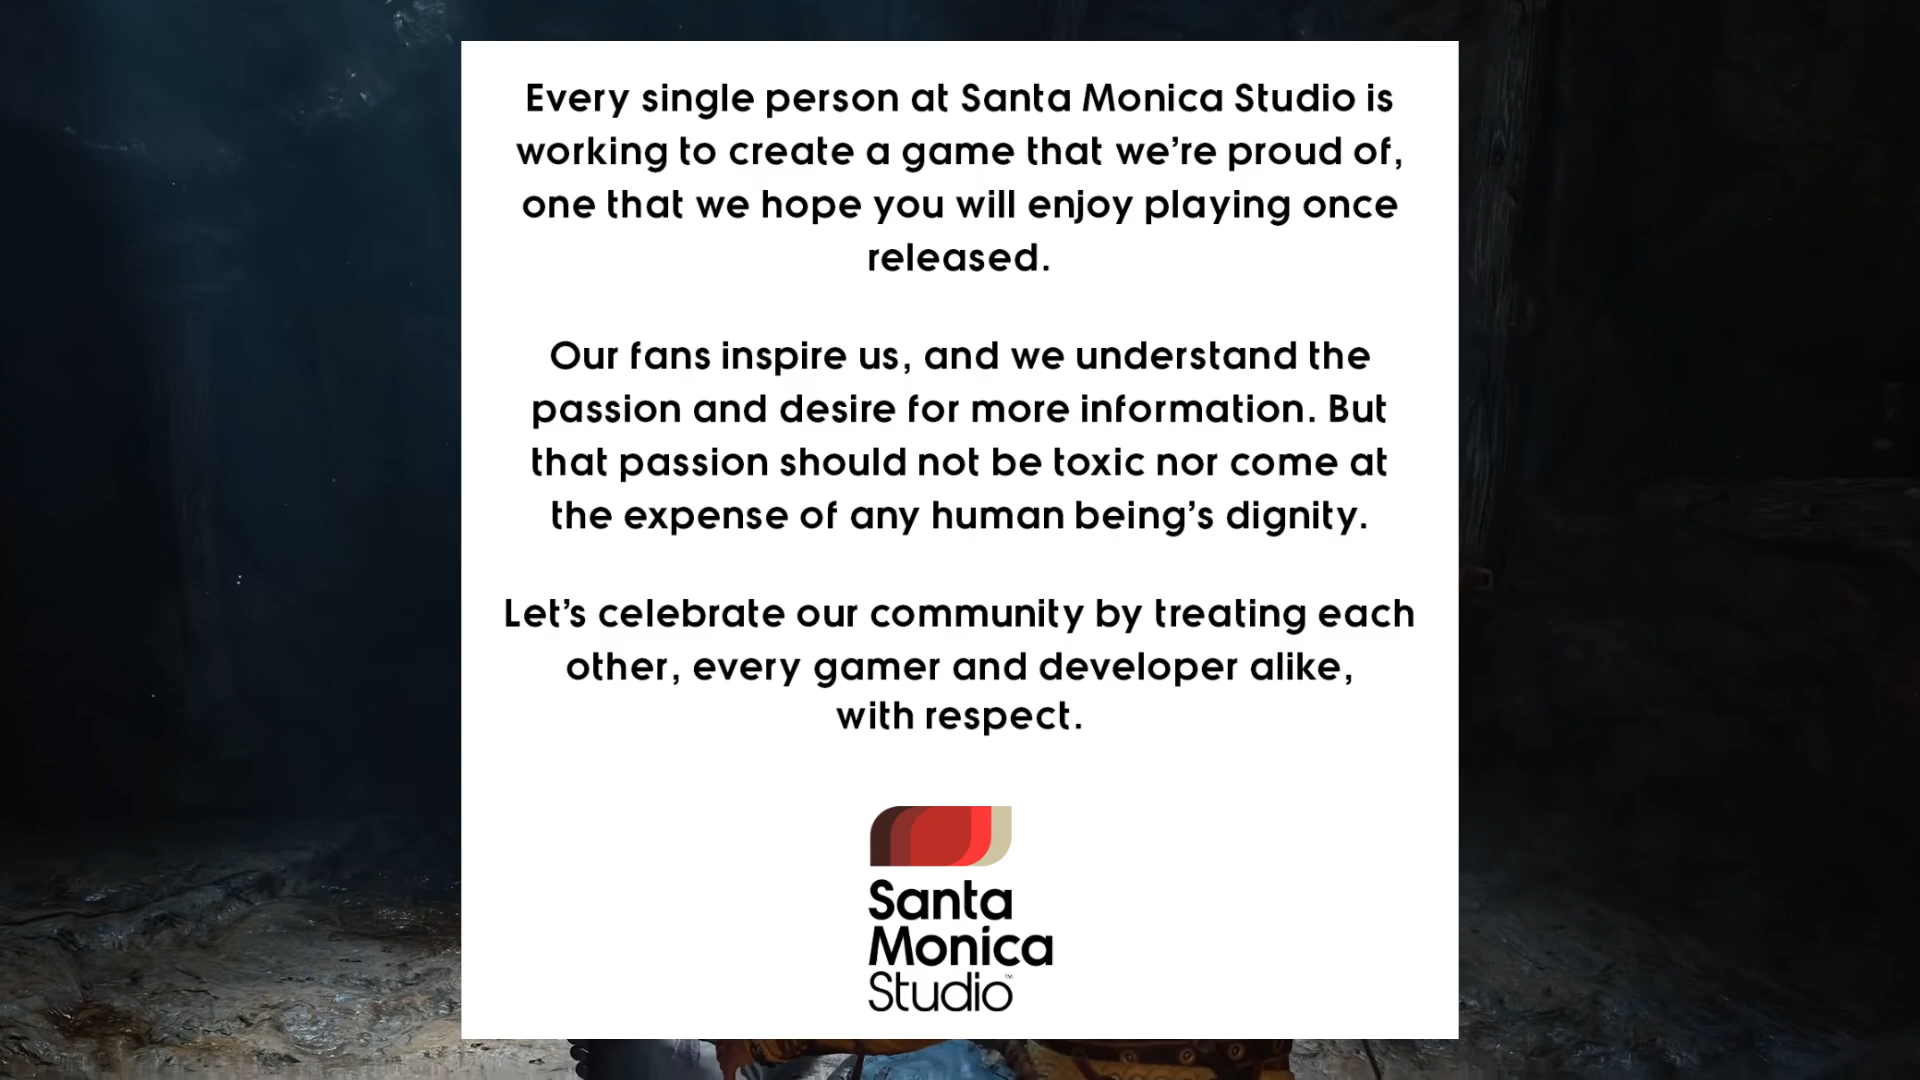 Every single person at Santa Monica Studio is
working to create a game that we’re proud of,
one that we hope you will enjoy playing once
released.
Our fans inspire us, and we understand the
passion and desire for more information. But
that passion should not be toxic nor come at
the expense of any human being’s dignity.
Let’s celebrate our community by treating each
other, every gamer and developer alike,
with respect.
Santa
Monica
Studio™